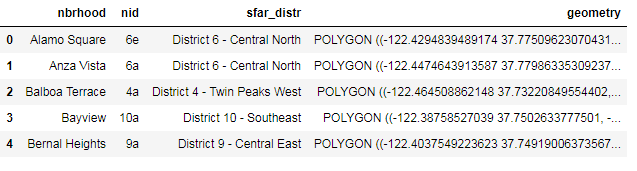 nbrhood nid sfar_distr geometry
0 Alamo Square 6e District 6 - Central North POLYGON ((-122.4294839489174 37.77509623070431...
1 Anza Vista 6a District 6 - Central North POLYGON ((-122.4474643913587 37.77986335309237...
2 Balboa Terrace 4a District 4 - Twin Peaks West POLYGON ((-122.464508862148 37.73220849554402,...
3 Bayview 10a District 10 - Southeast POLYGON ((-122.38758527039 37.7502633777501, -...
4 Bernal Heights 9a District 9 - Central East POLYGON ((-122.4037549223623 37.74919006373567...